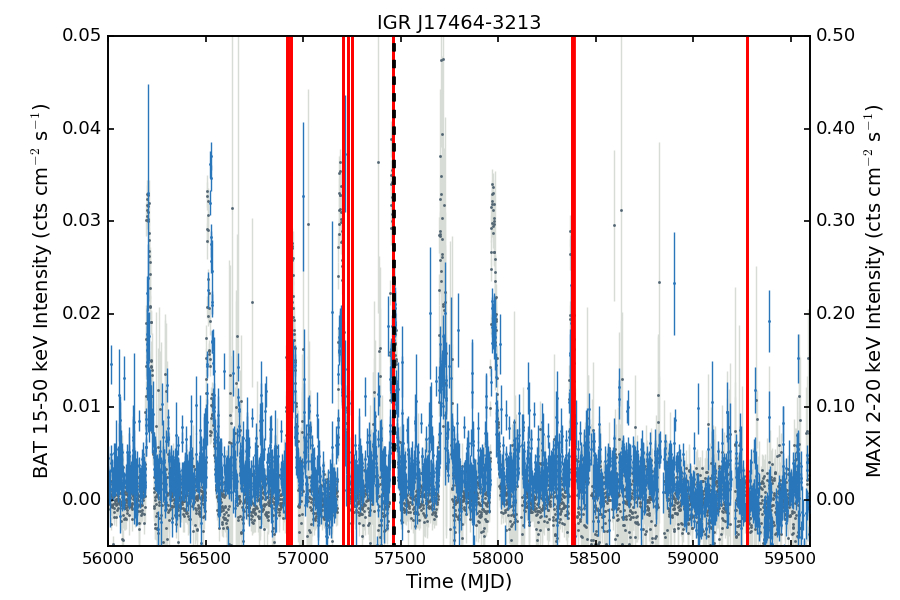 IGR J17464-3213
0.05
0.50
0.04
0.40
0.03
0.30
0.02
0.20
0.01
0.10
0.00
0.00
BAT 15-50 keV Intensity (cts cm⁻² s⁻¹)
MAXI 2-20 keV Intensity (cts cm⁻² s⁻¹)
56000 56500 57000 57500 58000 58500 59000 59500
Time (MJD)